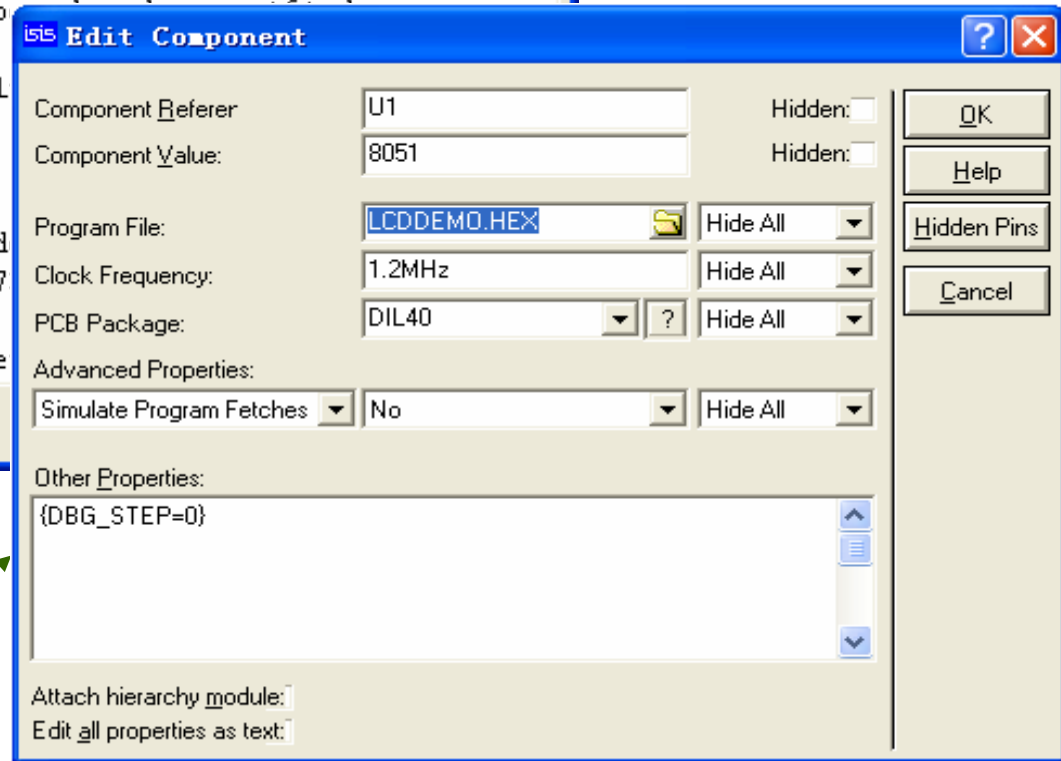 isis Edit Component
Component Referer U1 Hidden: OK
Component Value: 8051 Hidden:
Help
Program File: LCDDEMO.HEX Hide All Hidden Pins
Clock Frequency: 1.2MHz Hide All
Cancel
PCB Package: DIL40 ? Hide All
Advanced Properties:
Simulate Program Fetches No Hide All
Other Properties:
{DBG_STEP=0}
Attach hierarchy module:
Edit all properties as text: